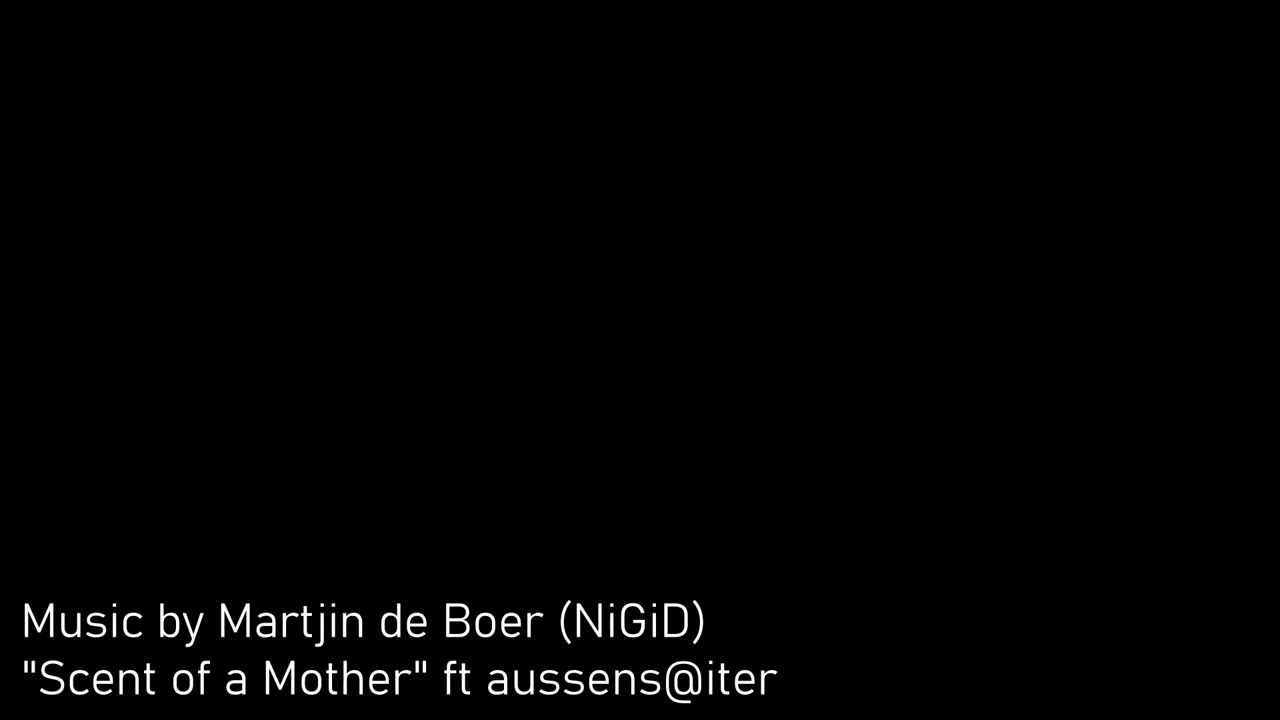 Music by Martjin de Boer (NiGiD)
"Scent of a Mother" ft aussens@iter